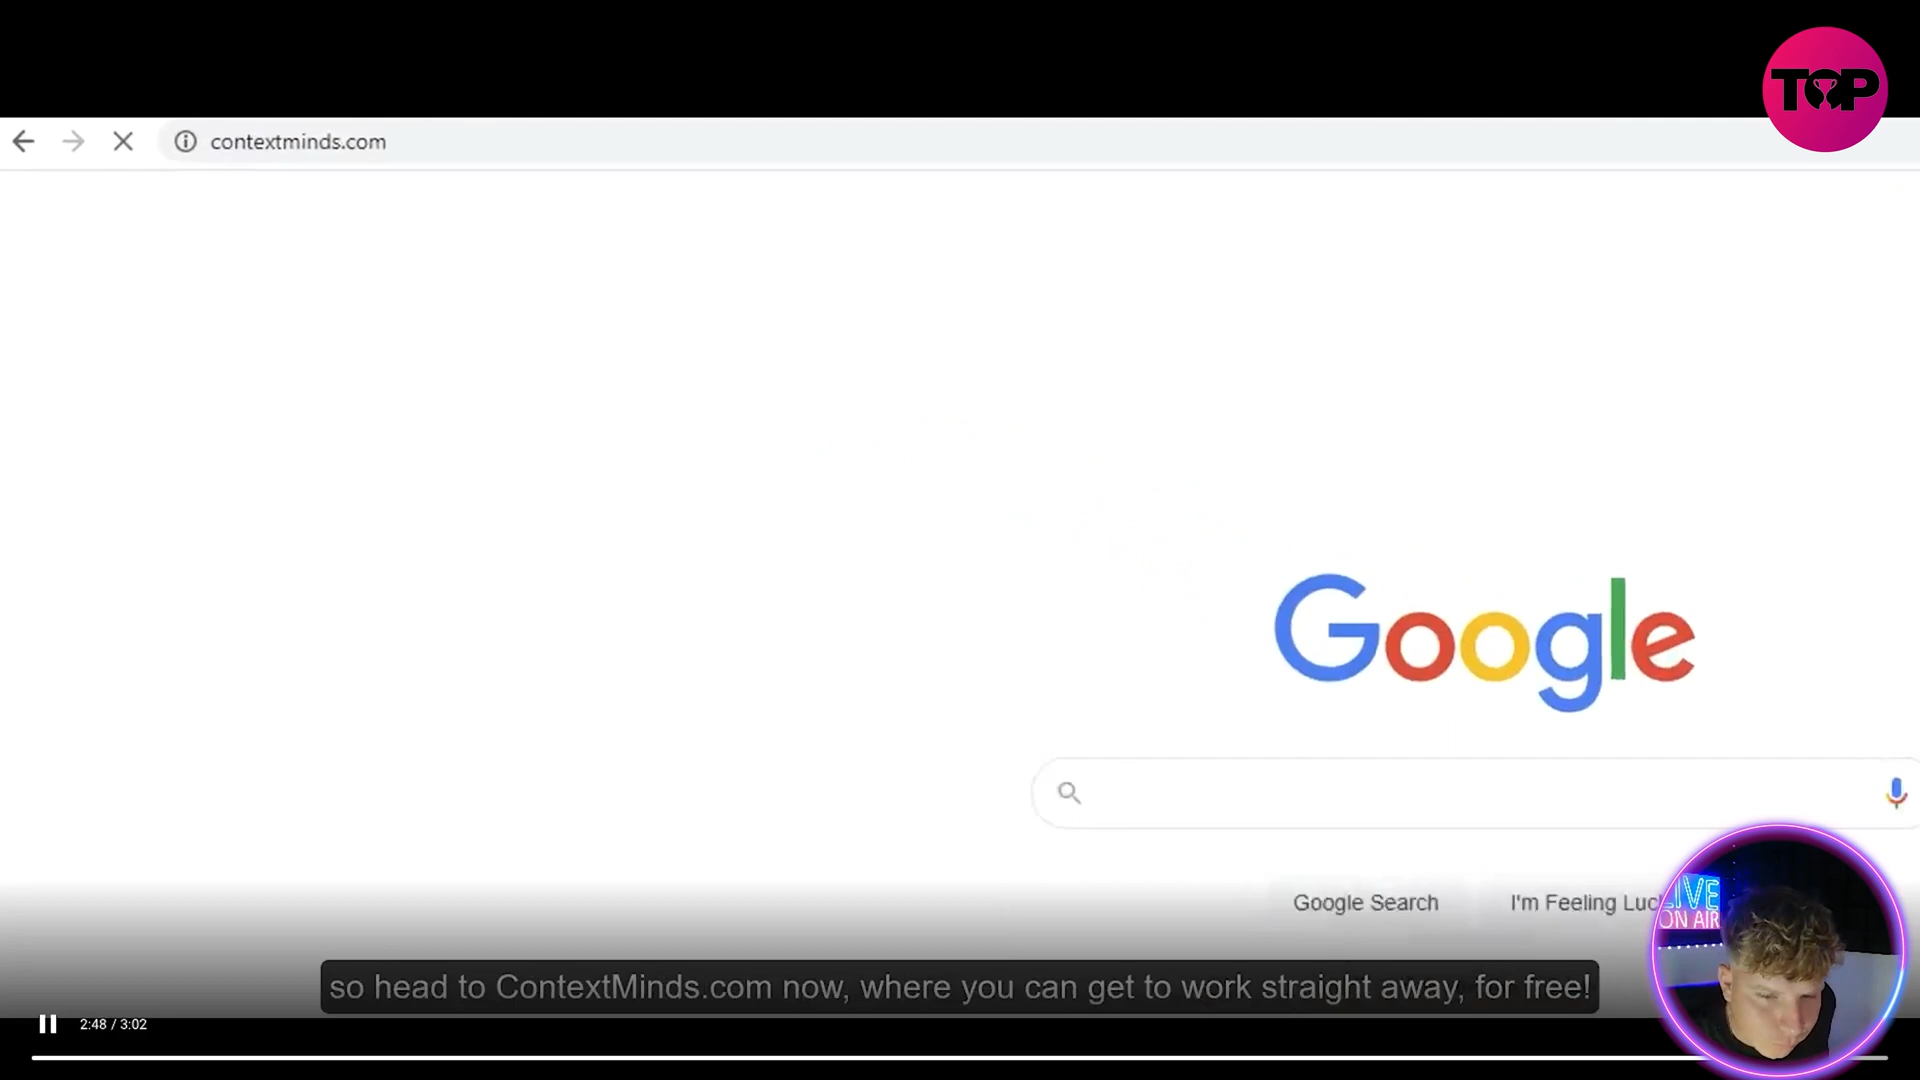 TOP
contextminds.com
Google
Google Search
I'm Feeling Luc
LIVE
ON AIR
so head to ContextMinds.com now, where you can get to work straight away, for free!
2:48 / 3:02